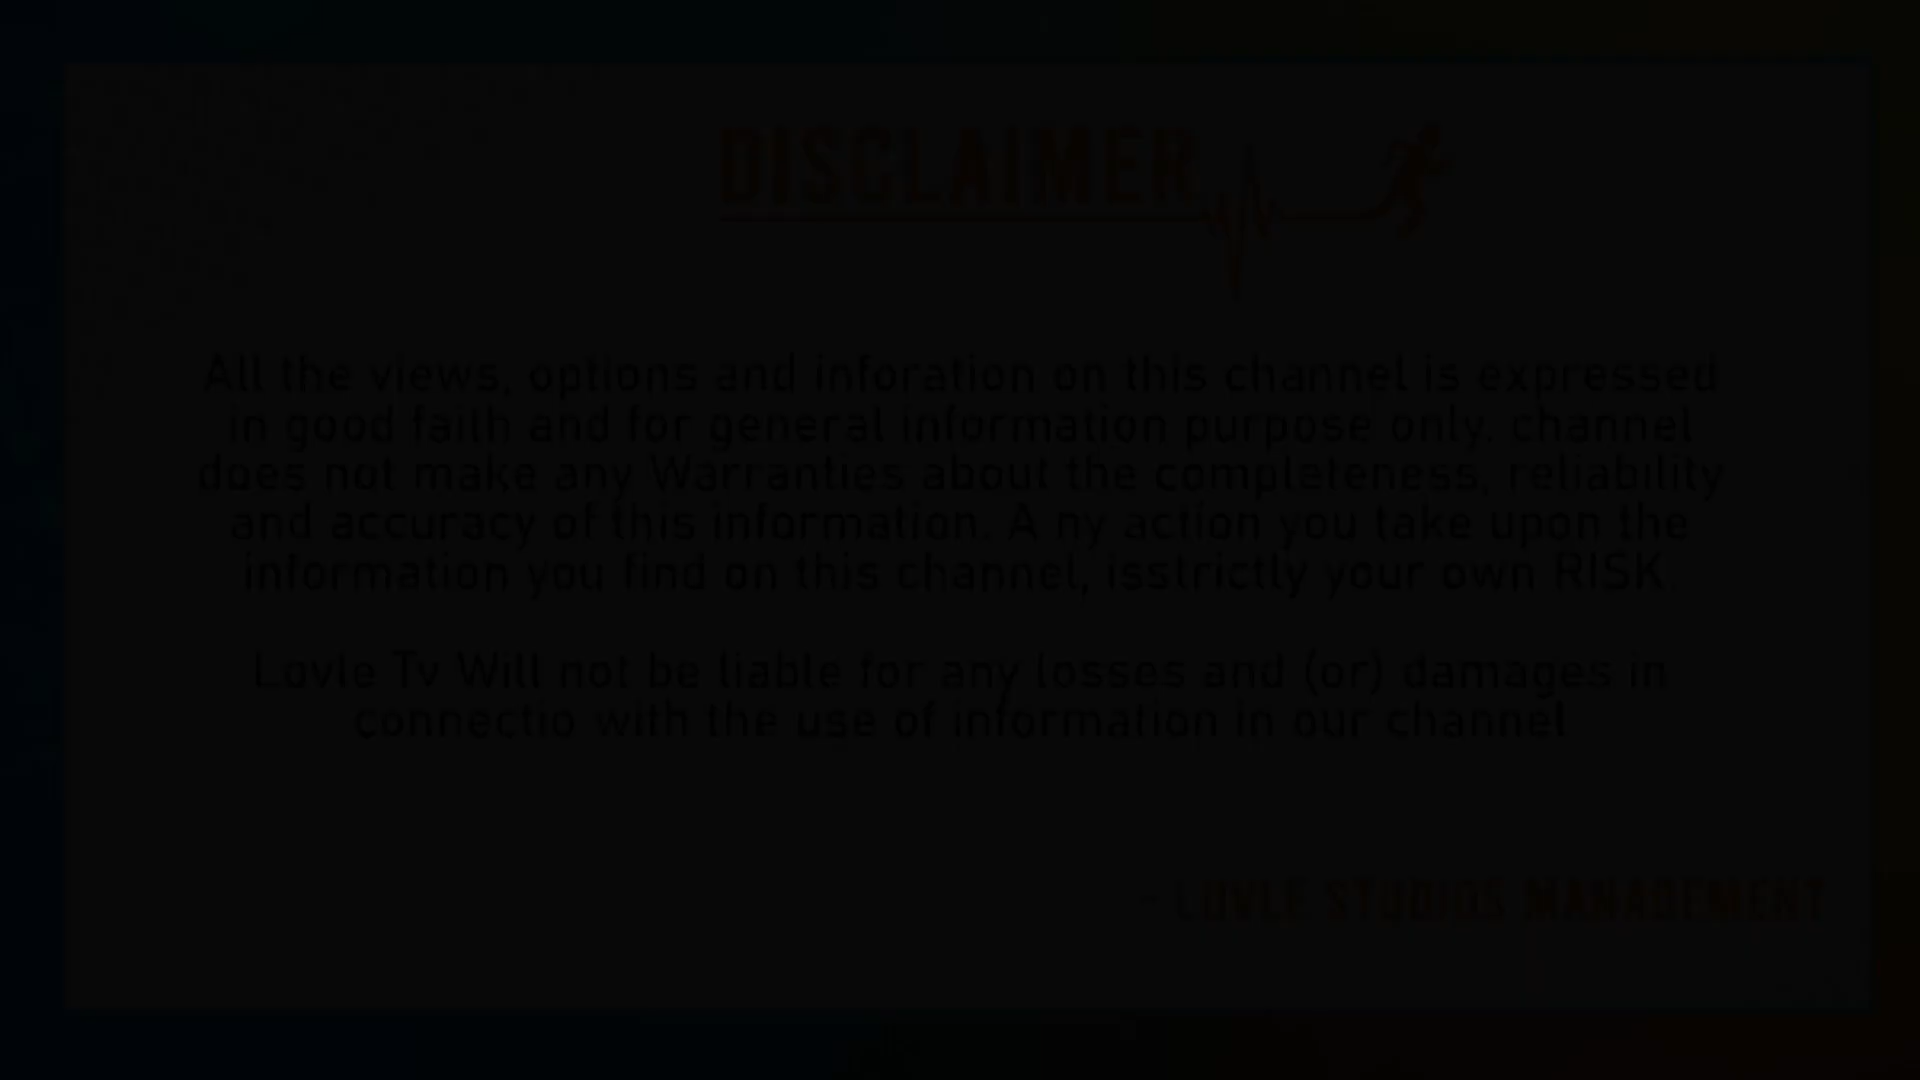 DISCLAIMER
All the views, options and inforation on this channel is expressed
in good faith and for general information purpose only. channel
does not make any Warranties about the completeness, reliability
and accuracy of this information. A ny action you take upon the
information you find on this channel, isstrictly your own RISK.
Lovle Tv Will not be liable for any losses and (or) damages in
connectio with the use of information in our channel
- LOVLE STUDIOS MANAGEMENT